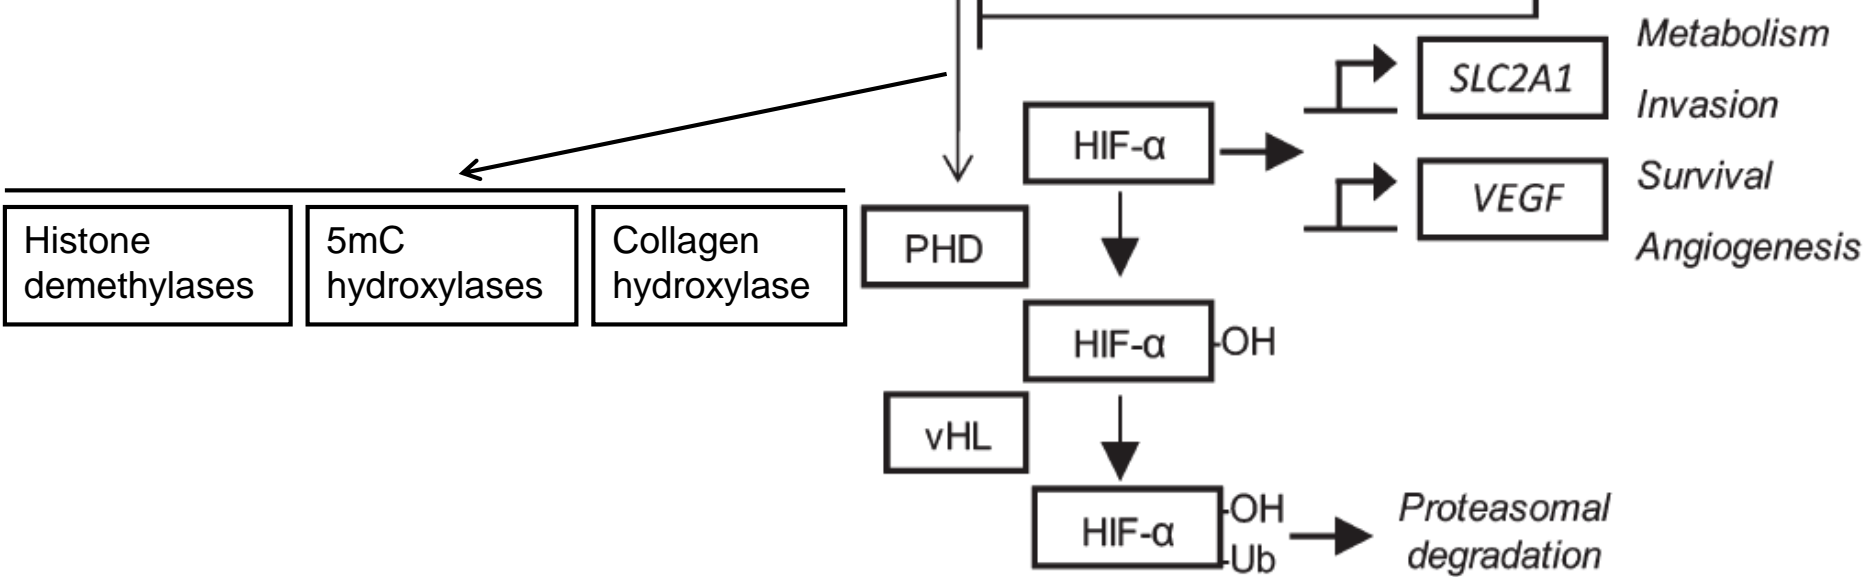 Metabolism
SLC2A1
Invasion
HIF-α
Survival
VEGF
Angiogenesis
Histone
demethylases
5mC
hydroxylases
Collagen
hydroxylase
PHD
HIF-α
-OH
vHL
HIF-α
-OH
-Ub
Proteasomal
degradation